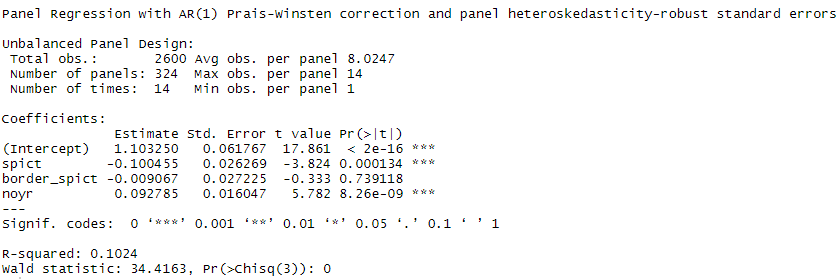 Panel Regression with AR(1) Prais-Winsten correction and panel heteroskedasticity-robust standard errors
Unbalanced Panel Design:
Total obs.: 2600 Avg obs. per panel 8.0247
Number of panels: 324 Max obs. per panel 14
Number of times: 14 Min obs. per panel 1
Coefficients:
Estimate Std. Error t value Pr(>|t|)
(Intercept) 1.103250 0.061767 17.861 < 2e-16 ***
spict -0.100455 0.026269 -3.824 0.000134 ***
border_spict -0.009067 0.027225 -0.333 0.739118
noyr 0.092785 0.016047 5.782 8.26e-09 ***
---
Signif. codes: 0 ‘***’ 0.001 ‘**’ 0.01 ‘*’ 0.05 ‘.’ 0.1 ‘ ’ 1
R-squared: 0.1024
Wald statistic: 34.4163, Pr(>Chisq(3)): 0